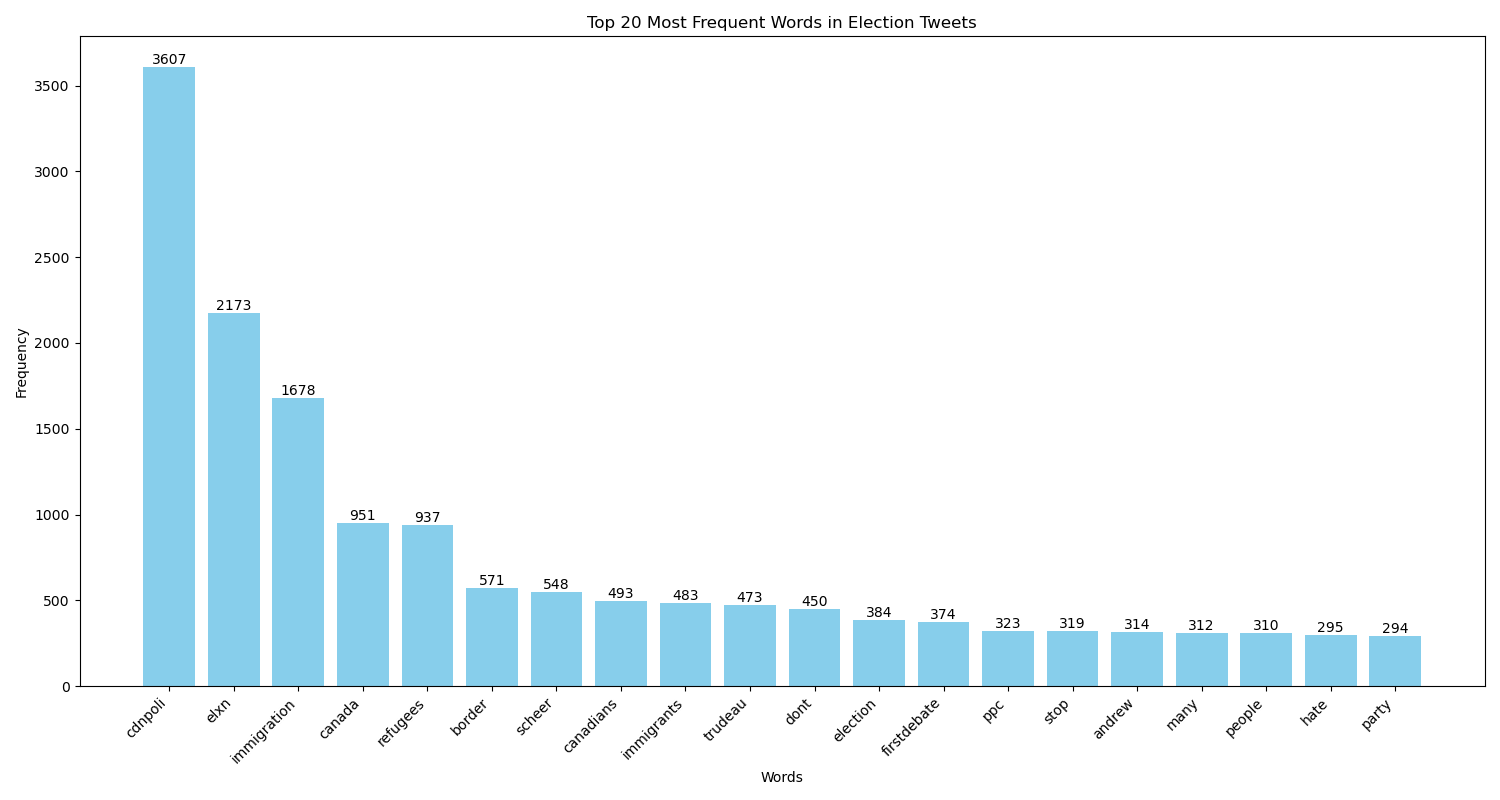 Top 20 Most Frequent Words in Election Tweets
Frequency
3500
3000
2500
2000
1500
1000
500
0
3607
2173
1678
951
937
571
548
493
483
473
450
384
374
323
319
314
312
310
295
294
cdnpoli
elxn
immigration
canada
refugees
border
scheer
canadians
immigrants
trudeau
dont
election
firstdebate
ppc
stop
andrew
many
people
hate
party
Words